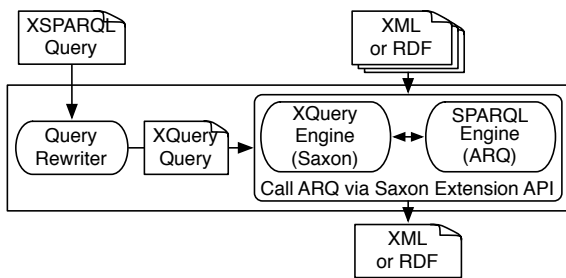 XSPARQL
Query
XML
or RDF
Query
Rewriter
XQuery
Query
XQuery
Engine
(Saxon)
SPARQL
Engine
(ARQ)
Call ARQ via Saxon Extension API
XML
or RDF